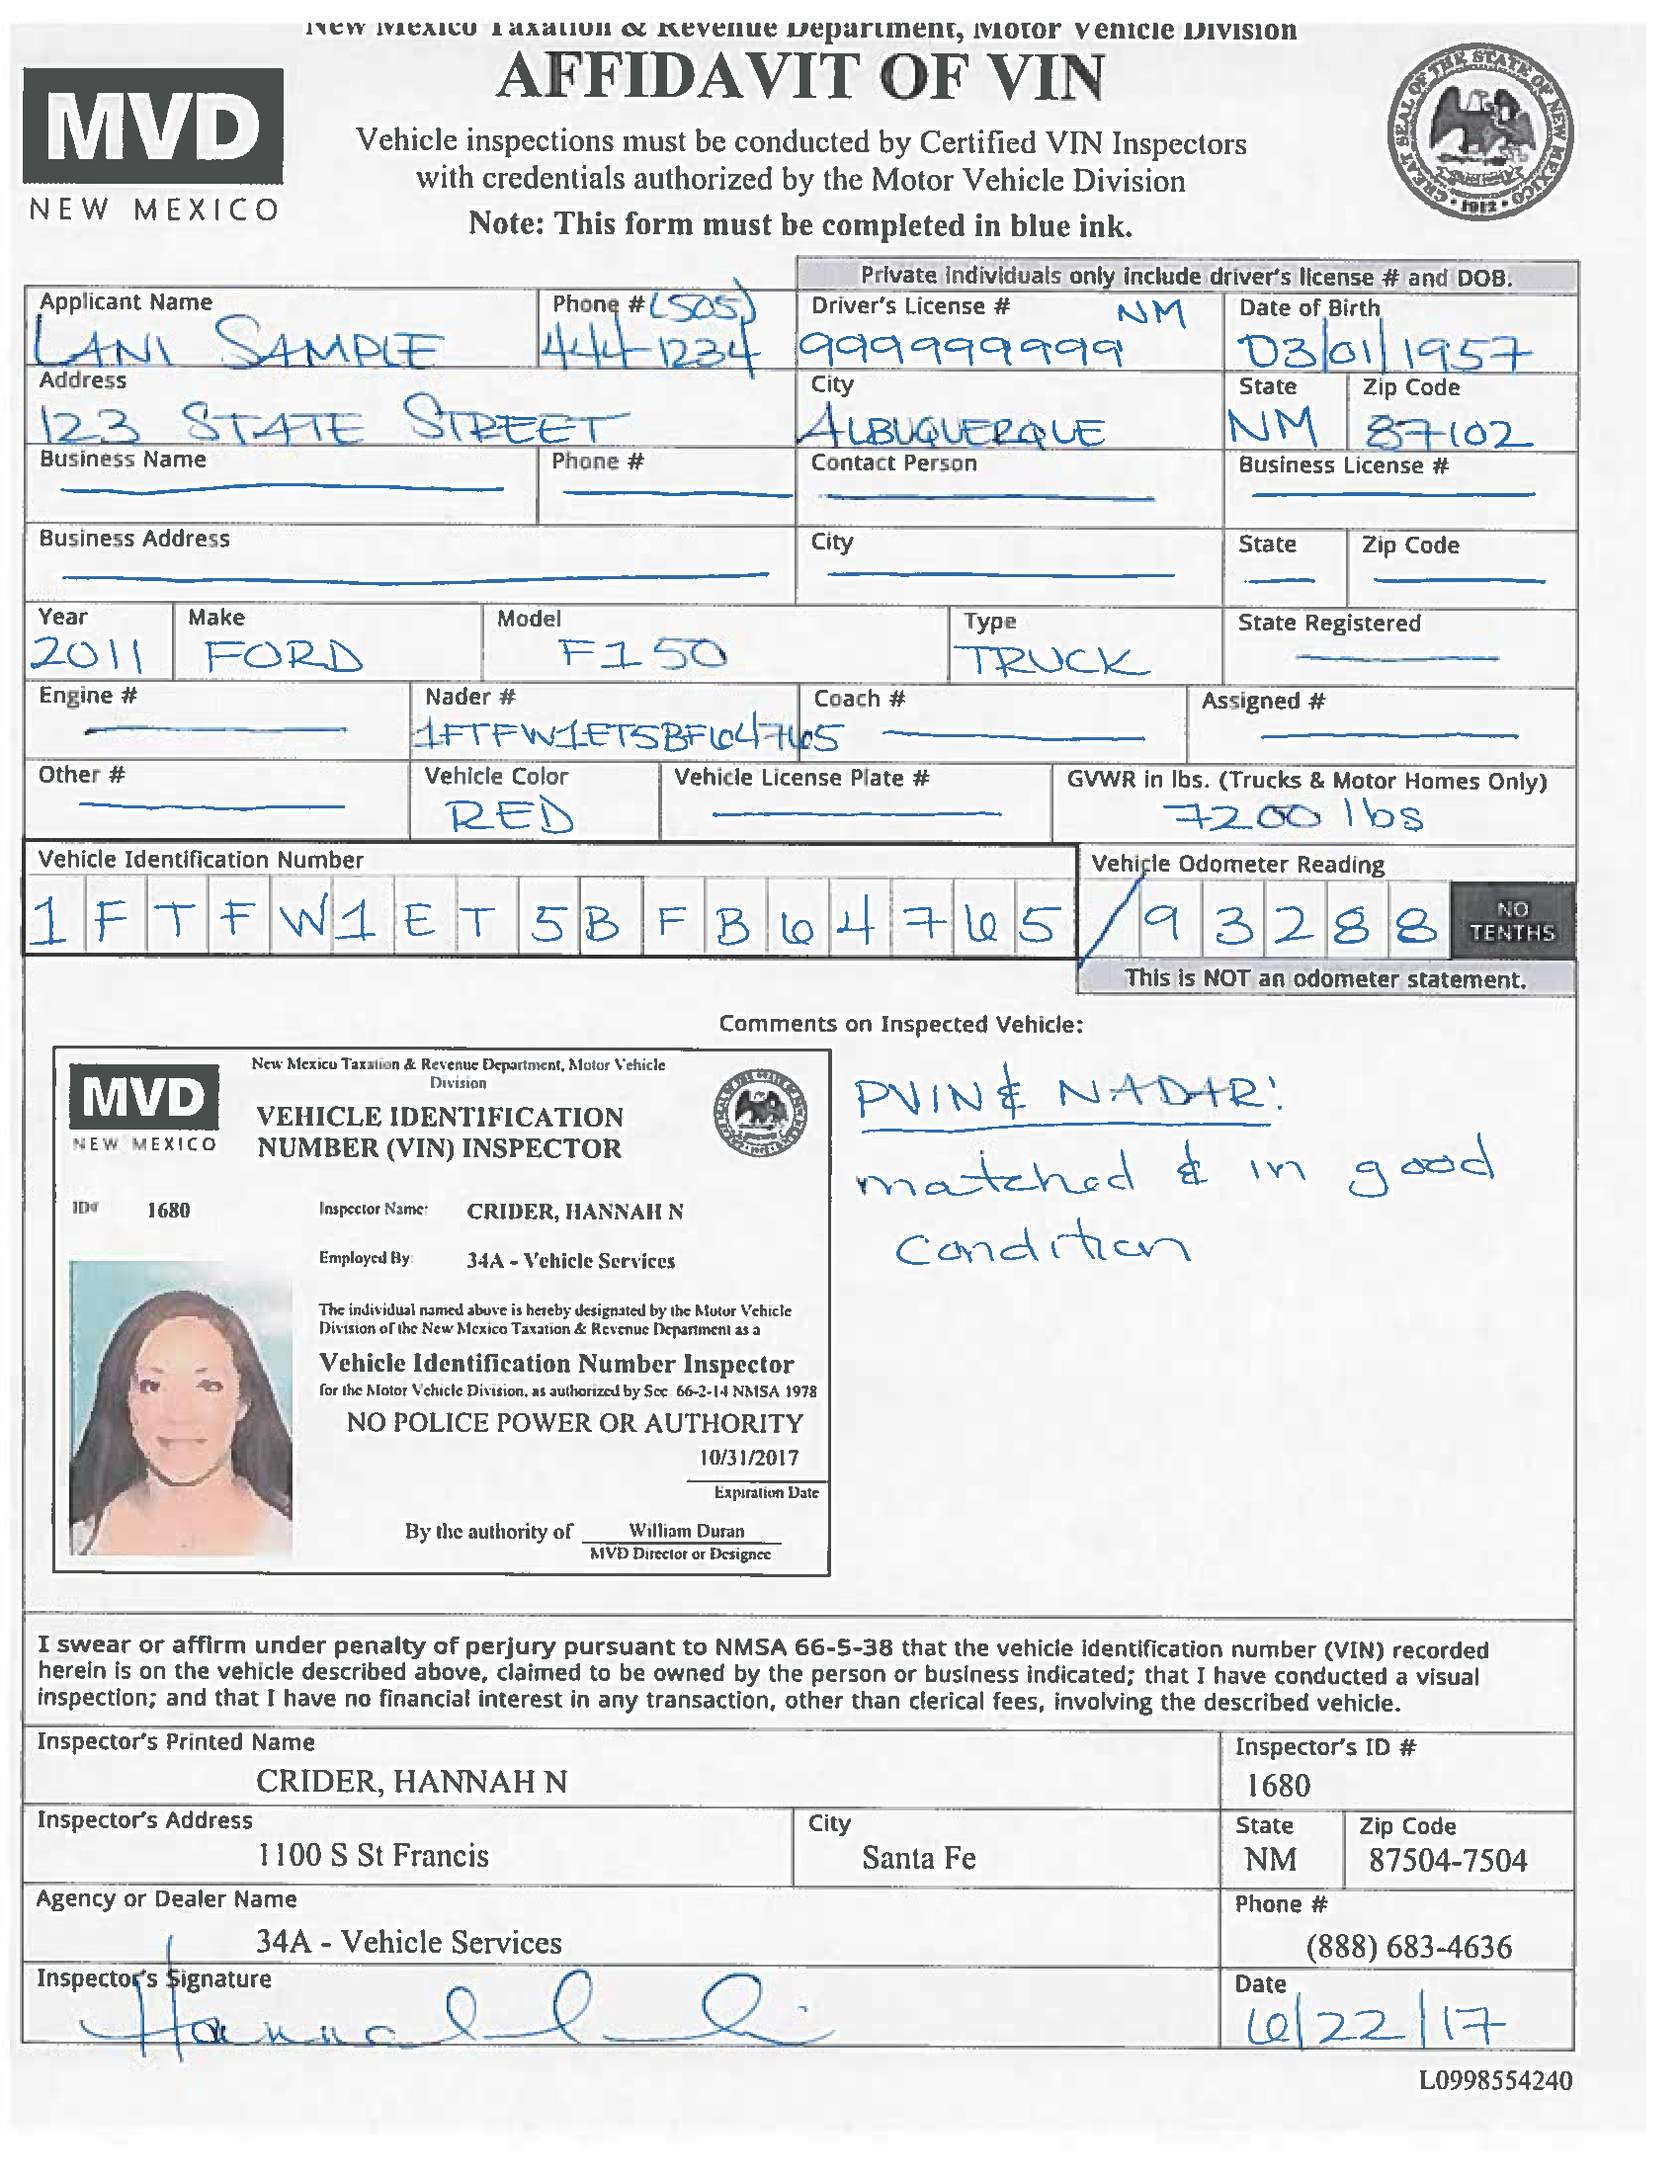 New Mexico Taxation & Revenue Department, Motor Vehicle Division
AFFIDAVIT OF VIN
MVD
NEW MEXICO
Vehicle inspections must be conducted by Certified VIN Inspectors
with credentials authorized by the Motor Vehicle Division
Note: This form must be completed in blue ink.
GREAT SEAL OF THE STATE OF NEW MEXICO
1912
Private individuals only include driver's license # and DOB.
Applicant Name Phone # (505) Driver's License # NM Date of Birth
LANI SAMPLE 444-1234 999999999 03/01/1957
Address City State Zip Code
123 STATE STREET ALBUQUERQUE NM 87102
Business Name Phone # Contact Person Business License #
Business Address City State Zip Code
Year Make Model Type State Registered
2011 FORD F150 TRUCK
Engine # Nader # Coach # Assigned #
1FTFW1ET5BF64765
Other # Vehicle Color Vehicle License Plate # GVWR in lbs. (Trucks & Motor Homes Only)
RED 7200 lbs
Vehicle Identification Number Vehicle Odometer Reading
1 F T F W 1 E T 5 B F B 6 4 7 6 5 / 9 3 2 8 8 NO TENTHS
This is NOT an odometer statement.
Comments on Inspected Vehicle:
PVIN & NADAR!
matched & in good
condition
MVD
NEW MEXICO
New Mexico Taxation & Revenue Department, Motor Vehicle
Division
VEHICLE IDENTIFICATION
NUMBER (VIN) INSPECTOR
ID# 1680 Inspector Name: CRIDER, HANNAH N
Employed By: 34A - Vehicle Services
The individual named above is hereby designated by the Motor Vehicle
Division of the New Mexico Taxation & Revenue Department as a
Vehicle Identification Number Inspector
for the Motor Vehicle Division, as authorized by Sec. 66-2-14 NMSA 1978
NO POLICE POWER OR AUTHORITY
10/31/2017
Expiration Date
By the authority of William Duran
MVD Director or Designee
I swear or affirm under penalty of perjury pursuant to NMSA 66-5-38 that the vehicle identification number (VIN) recorded
herein is on the vehicle described above, claimed to be owned by the person or business indicated; that I have conducted a visual
inspection; and that I have no financial interest in any transaction, other than clerical fees, involving the described vehicle.
Inspector's Printed Name Inspector's ID #
CRIDER, HANNAH N 1680
Inspector's Address City State Zip Code
1100 S St Francis Santa Fe NM 87504-7504
Agency or Dealer Name Phone #
34A - Vehicle Services (888) 683-4636
Inspector's Signature Date
Hannah 6/22/17
L0998554240